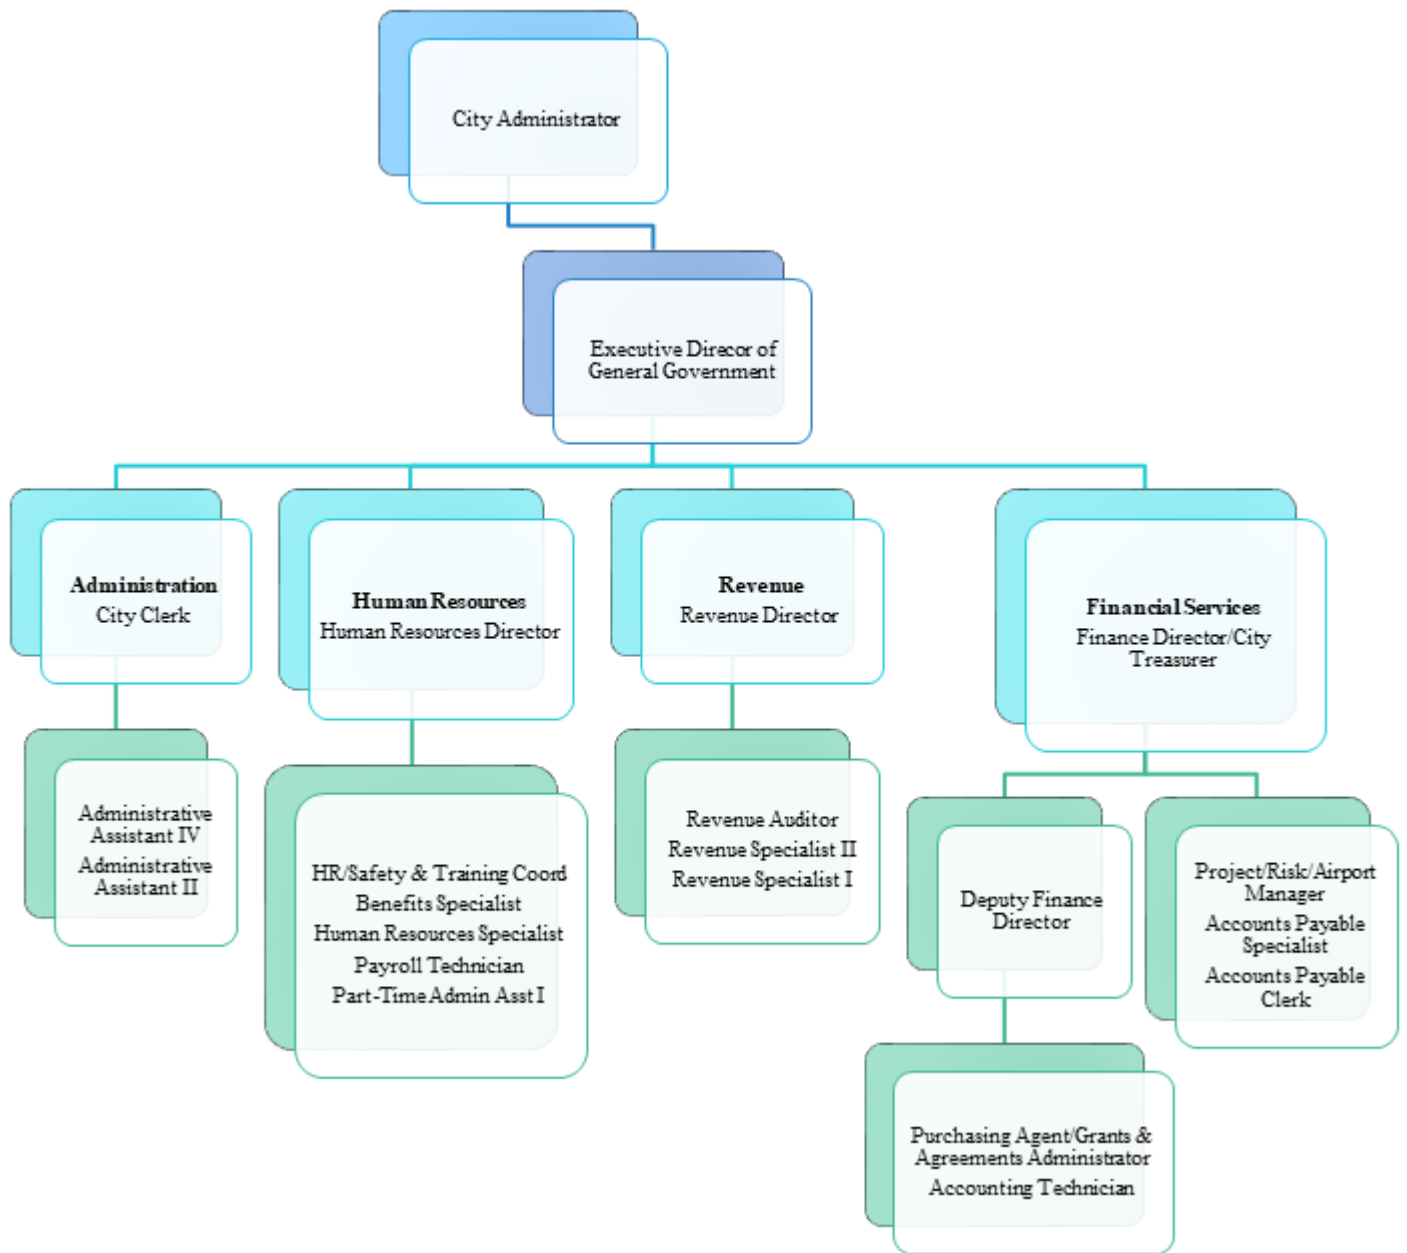 City Administrator
Executive Direcor of
General Government
Administration
City Clerk
Human Resources
Human Resources Director
Revenue
Revenue Director
Financial Services
Finance Director/City
Treasurer
Administrative
Assistant IV
Administrative
Assistant II
HR/Safety & Training Coord
Benefits Specialist
Human Resources Specialist
Payroll Technician
Part-Time Admin Asst I
Revenue Auditor
Revenue Specialist II
Revenue Specialist I
Deputy Finance
Director
Project/Risk/Airport
Manager
Accounts Payable
Specialist
Accounts Payable
Clerk
Purchasing Agent/Grants &
Agreements Administrator
Accounting Technician